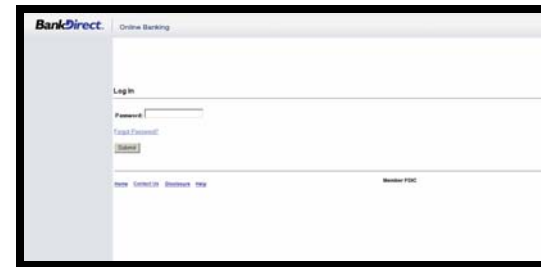 BankDirect. Online Banking
Log In
Password:
Forgot Password?
Submit
Home Contact Us Disclosure Help
Member FDIC